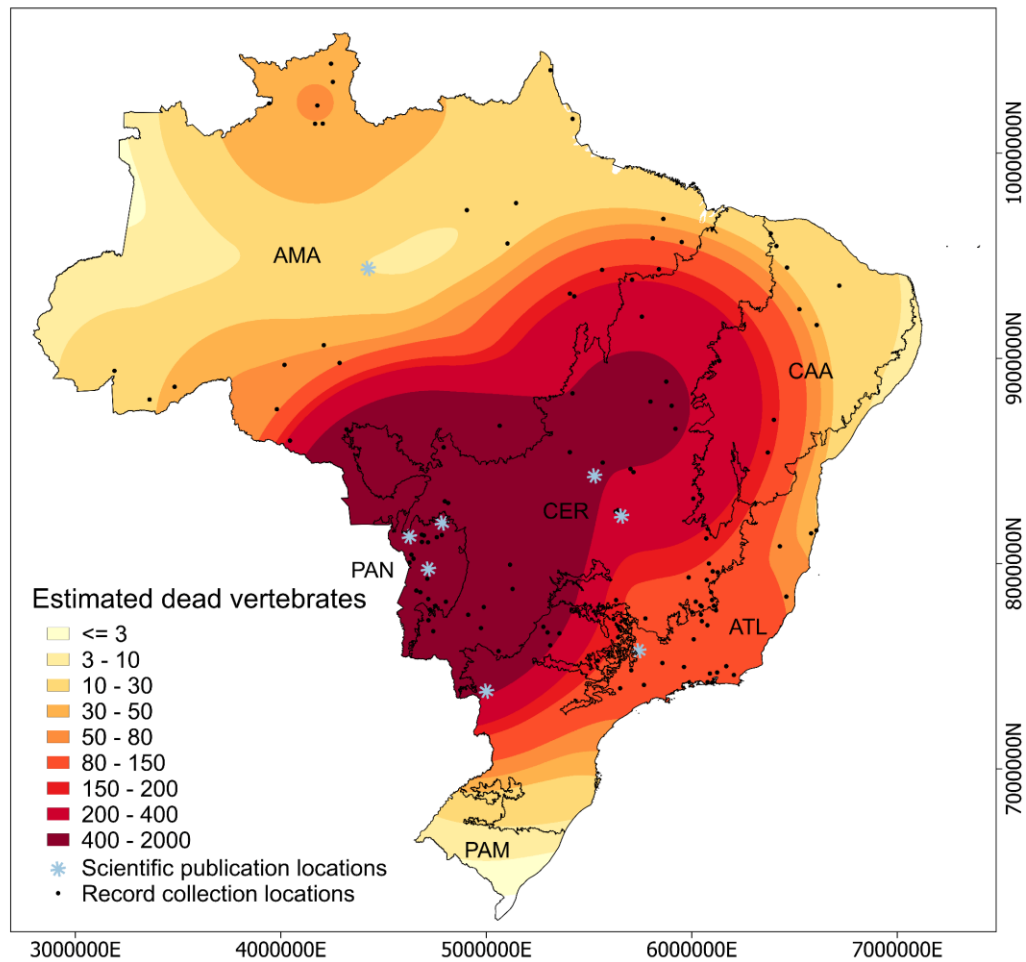 AMA
CAA
CER
PAN
ATL
PAM
Estimated dead vertebrates
<= 3
3 - 10
10 - 30
30 - 50
50 - 80
80 - 150
150 - 200
200 - 400
400 - 2000
Scientific publication locations
Record collection locations
3000000E 4000000E 5000000E 6000000E 7000000E
10000000N
9000000N
8000000N
7000000N